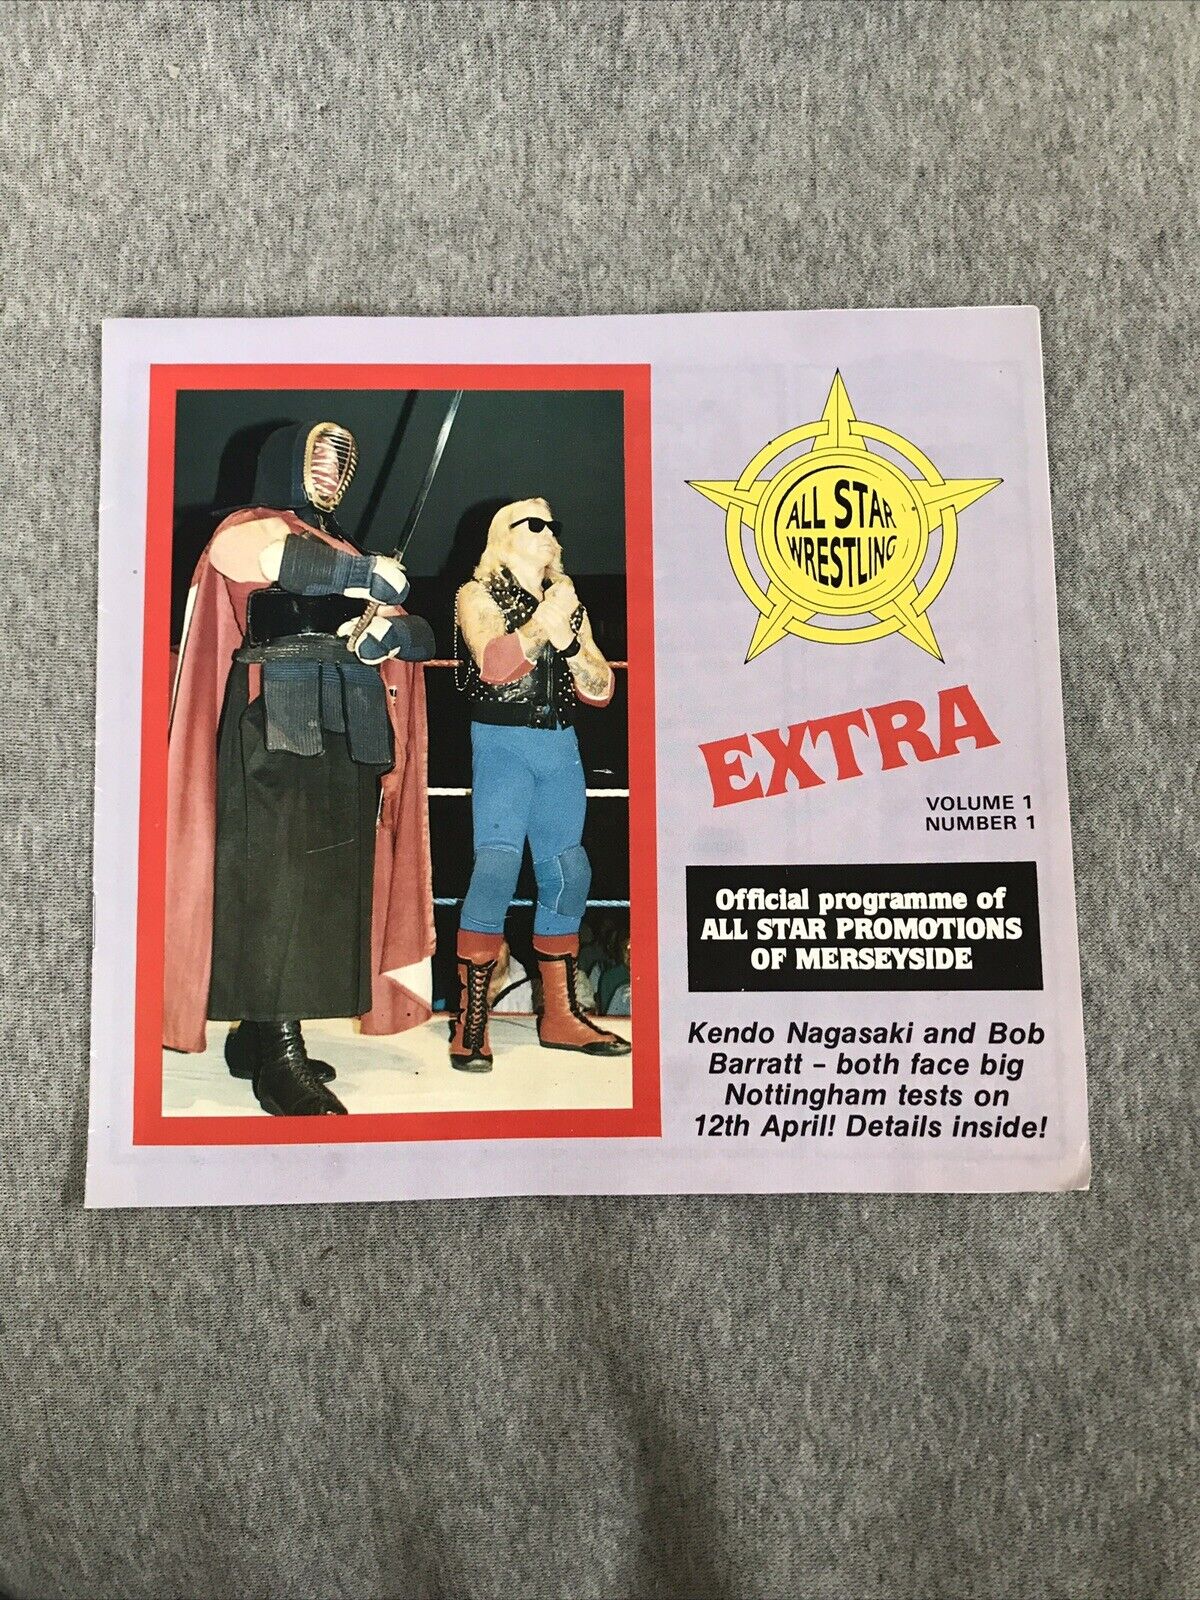 ALL STAR
WRESTLING
EXTRA
VOLUME 1
NUMBER 1
Official programme of
ALL STAR PROMOTIONS
OF MERSEYSIDE
Kendo Nagasaki and Bob
Barratt – both face big
Nottingham tests on
12th April! Details inside!